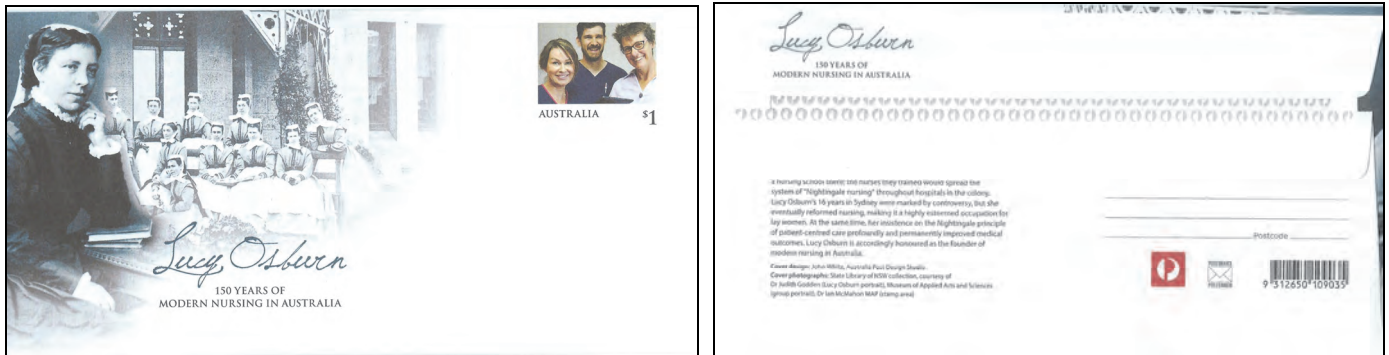 AUSTRALIA $1
Lucy Osburn
150 YEARS OF
MODERN NURSING IN AUSTRALIA
Lucy Osburn
150 YEARS OF
MODERN NURSING IN AUSTRALIA
a nursing school there; the nurses they trained would spread the
system of "Nightingale nursing" throughout hospitals in the colony.
Lucy Osburn's 16 years in Sydney were marked by controversy, but she
eventually reformed nursing, making it a highly esteemed occupation for
lay women. At the same time, her insistence on the Nightingale principle
of patient-centred care profoundly and permanently improved medical
outcomes. Lucy Osburn is accordingly honoured as the founder of
modern nursing in Australia.
Cover design: John White, Australia Post Design Studio
Cover photographs: State Library of NSW collection, courtesy of
Dr Judith Godden (Lucy Osburn portrait), Museum of Applied Arts and Sciences
(group portrait), Dr Ian McMahon MAP (stamp area)
Postcode
POSTMARQUE
POSTMARQUE
9 312650 109035